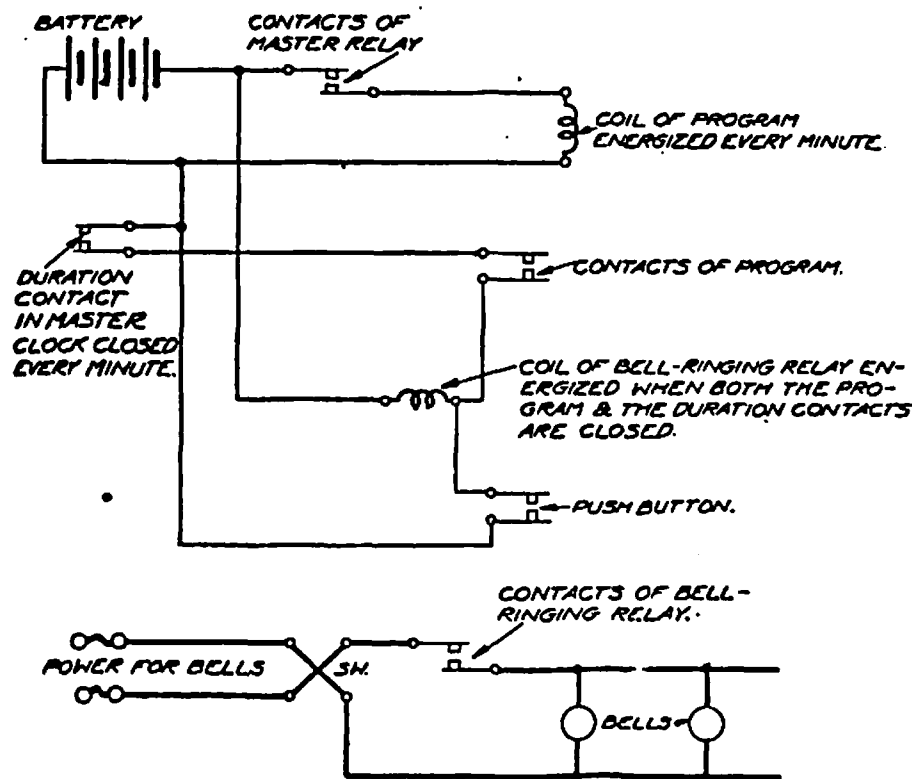 BATTERY
CONTACTS OF
MASTER RELAY
COIL OF PROGRAM
ENERGIZED EVERY MINUTE.
DURATION
CONTACT
IN MASTER
CLOCK CLOSED
EVERY MINUTE.
CONTACTS OF PROGRAM.
COIL OF BELL-RINGING RELAY EN-
ERGIZED WHEN BOTH THE PRO-
GRAM & THE DURATION CONTACTS
ARE CLOSED.
PUSH BUTTON.
CONTACTS OF BELL-
RINGING RELAY.
POWER FOR BELLS
SW.
BELLS